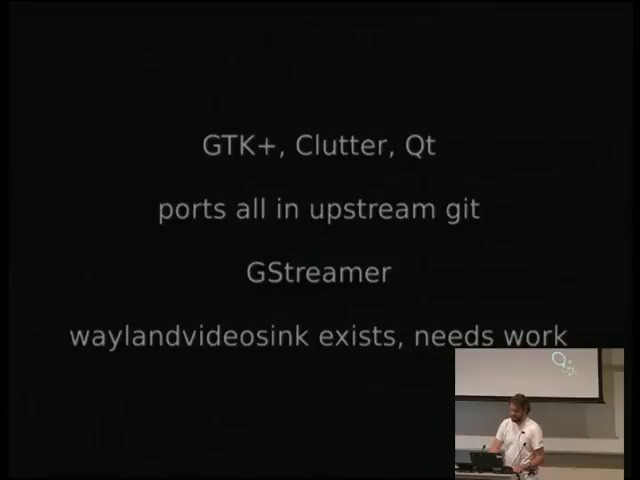 GTK+, Clutter, Qt
ports all in upstream git
GStreamer
waylandvideosink exists, needs work